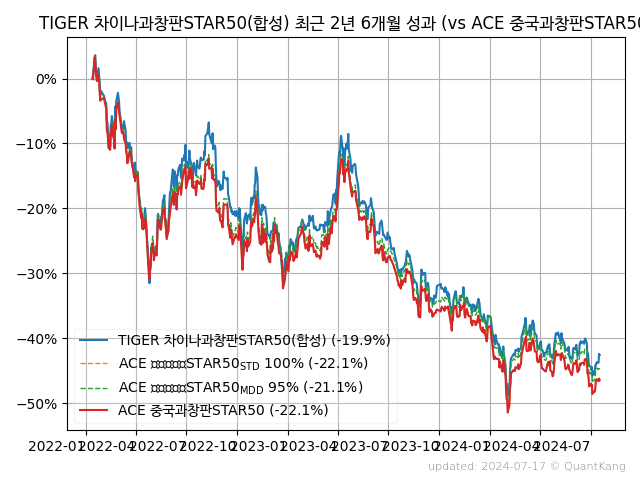 TIGER 차이나과창판STAR50(합성) 최근 2년 6개월 성과 (vs ACE 중국과창판STAR50
0%
−10%
−20%
−30%
−40%
−50%
TIGER 차이나과창판STAR50(합성) (-19.9%)
ACE STAR50STD 100% (-22.1%)
ACE STAR50MDD 95% (-21.1%)
ACE 중국과창판STAR50 (-22.1%)
2022-01 2022-04 2022-07 2022-10 2023-01 2023-04 2023-07 2023-10 2024-01 2024-04 2024-07
updated: 2024-07-17 © QuantKang